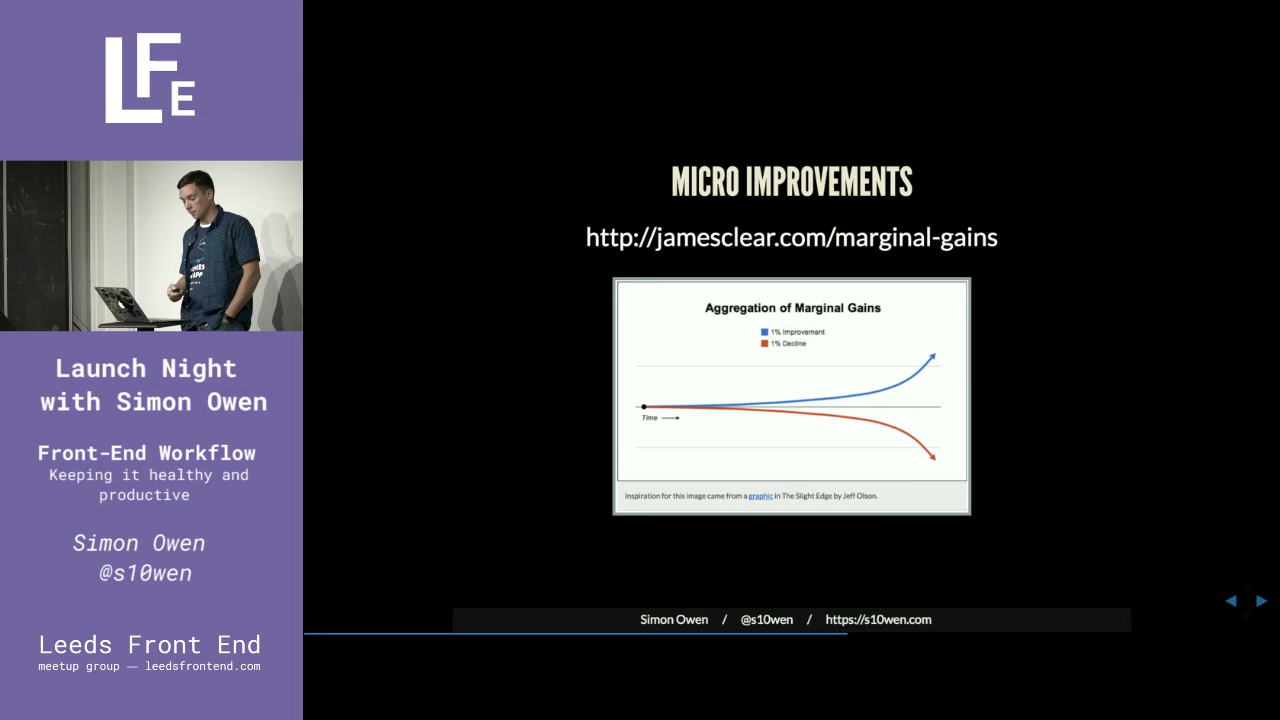 LFE
Launch Night
with Simon Owen
Front-End Workflow
Keeping it healthy and
productive
Simon Owen
@s10wen
Leeds Front End
meetup group — leedsfrontend.com
MICRO IMPROVEMENTS
http://jamesclear.com/marginal-gains
Aggregation of Marginal Gains
1% Improvement
1% Decline
Time
Inspiration for this image came from a graphic in The Slight Edge by Jeff Olson.
Simon Owen / @s10wen / https://s10wen.com